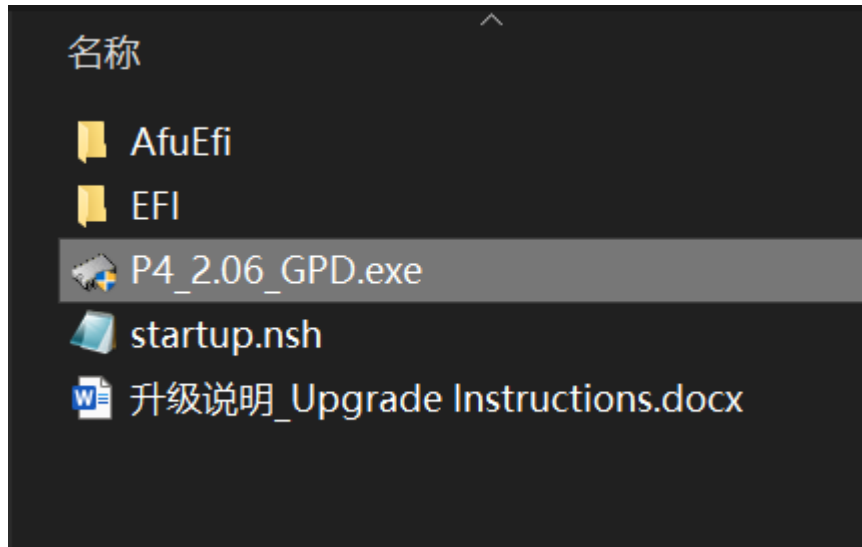 名称
AfuEfi
EFI
P4_2.06_GPD.exe
startup.nsh
升级说明_Upgrade Instructions.docx